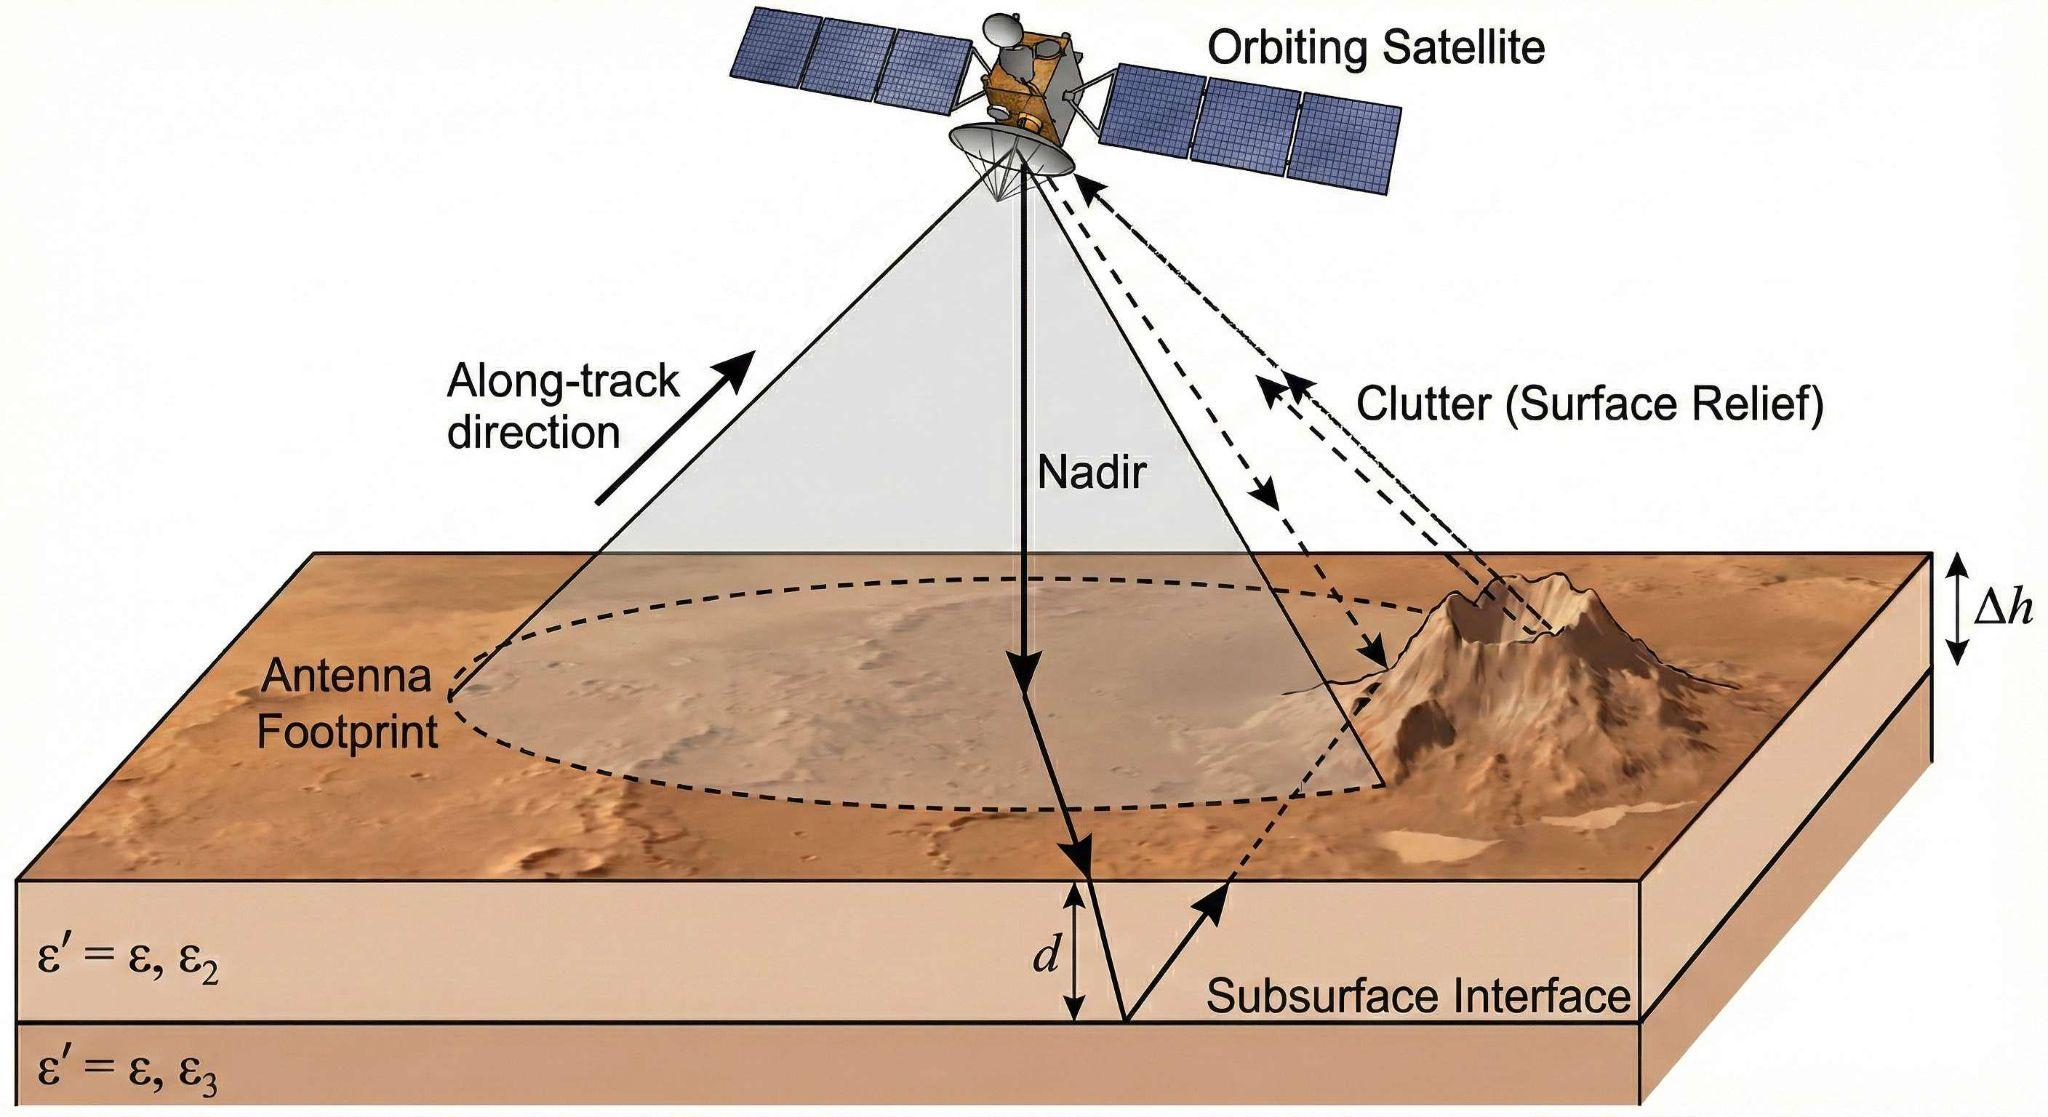 Orbiting Satellite
Along-track
direction
Clutter (Surface Relief)
Nadir
Δh
Antenna
Footprint
ε′ = ε, ε₂
d
Subsurface Interface
ε′ = ε, ε₃